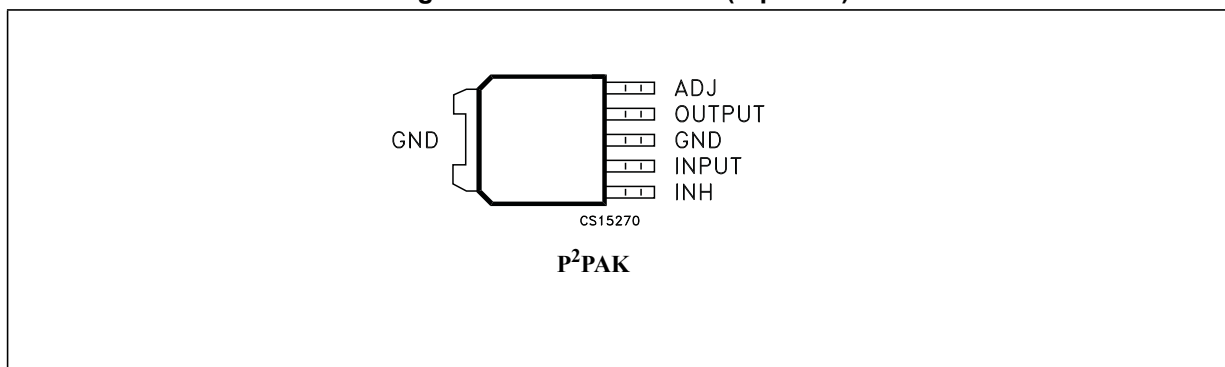 ADJ
OUTPUT
GND
GND
INPUT
INH
CS15270
P²PAK